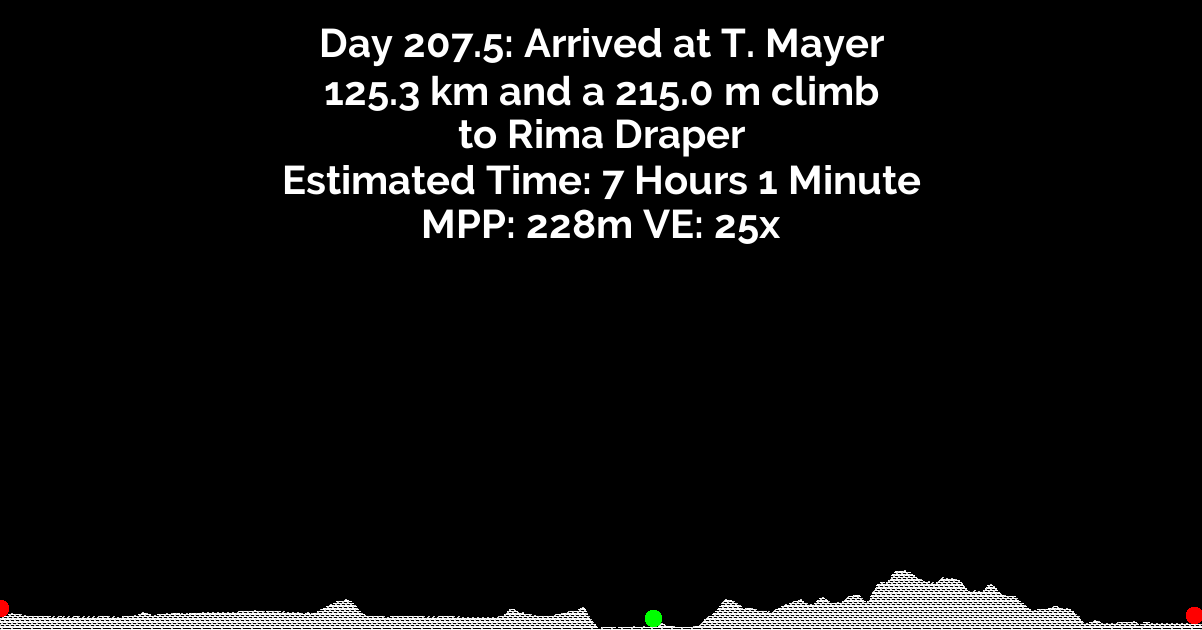 Day 207.5: Arrived at T. Mayer
125.3 km and a 215.0 m climb
to Rima Draper
Estimated Time: 7 Hours 1 Minute
MPP: 228m VE: 25x